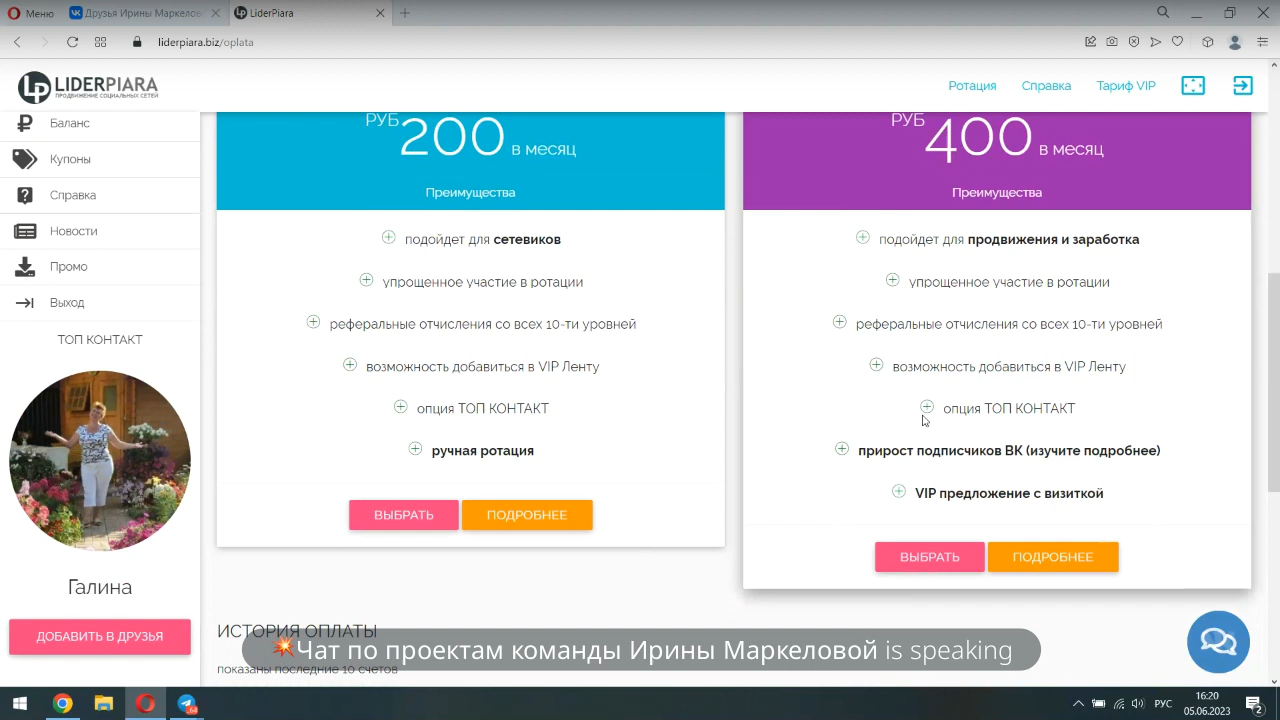 Меню
Друзья Ирины Маркелово
LiderPiara
liderpiara.biz/oplata
LIDERPIARA
ПРОДВИЖЕНИЕ СОЦИАЛЬНЫХ СЕТЕЙ
Ротация
Справка
Тариф VIP
Баланс
Купоны
Справка
Новости
Промо
Выход
ТОП КОНТАКТ
Галина
ДОБАВИТЬ В ДРУЗЬЯ
РУБ 200 в месяц
Преимущества
подойдет для сетевиков
упрощенное участие в ротации
реферальные отчисления со всех 10-ти уровней
возможность добавиться в VIP Ленту
опция ТОП КОНТАКТ
ручная ротация
ВЫБРАТЬ
ПОДРОБНЕЕ
РУБ 400 в месяц
Преимущества
подойдет для продвижения и заработка
упрощенное участие в ротации
реферальные отчисления со всех 10-ти уровней
возможность добавиться в VIP Ленту
опция ТОП КОНТАКТ
прирост подписчиков ВК (изучите подробнее)
VIP предложение с визиткой
ВЫБРАТЬ
ПОДРОБНЕЕ
ИСТОРИЯ ОПЛАТЫ
показаны последние 10 счетов
Чат по проектам команды Ирины Маркеловой is speaking
РУС
16:20
05.06.2023
2